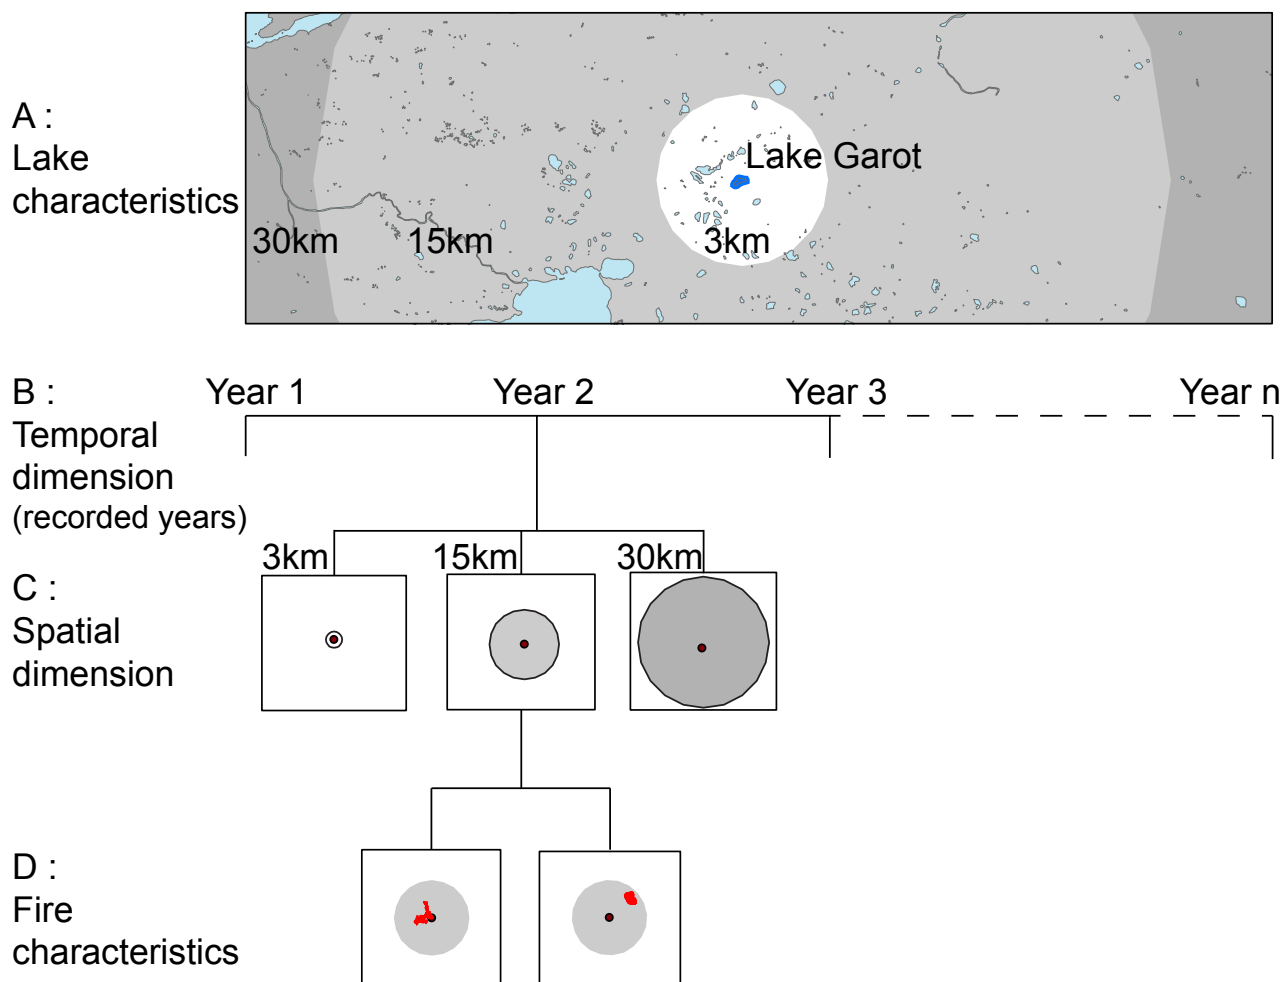 A :
Lake
characteristics
Lake Garot
30km
15km
3km
B :
Temporal
dimension
(recorded years)
Year 1
Year 2
Year 3
Year n
3km
15km
30km
C :
Spatial
dimension
D :
Fire
characteristics